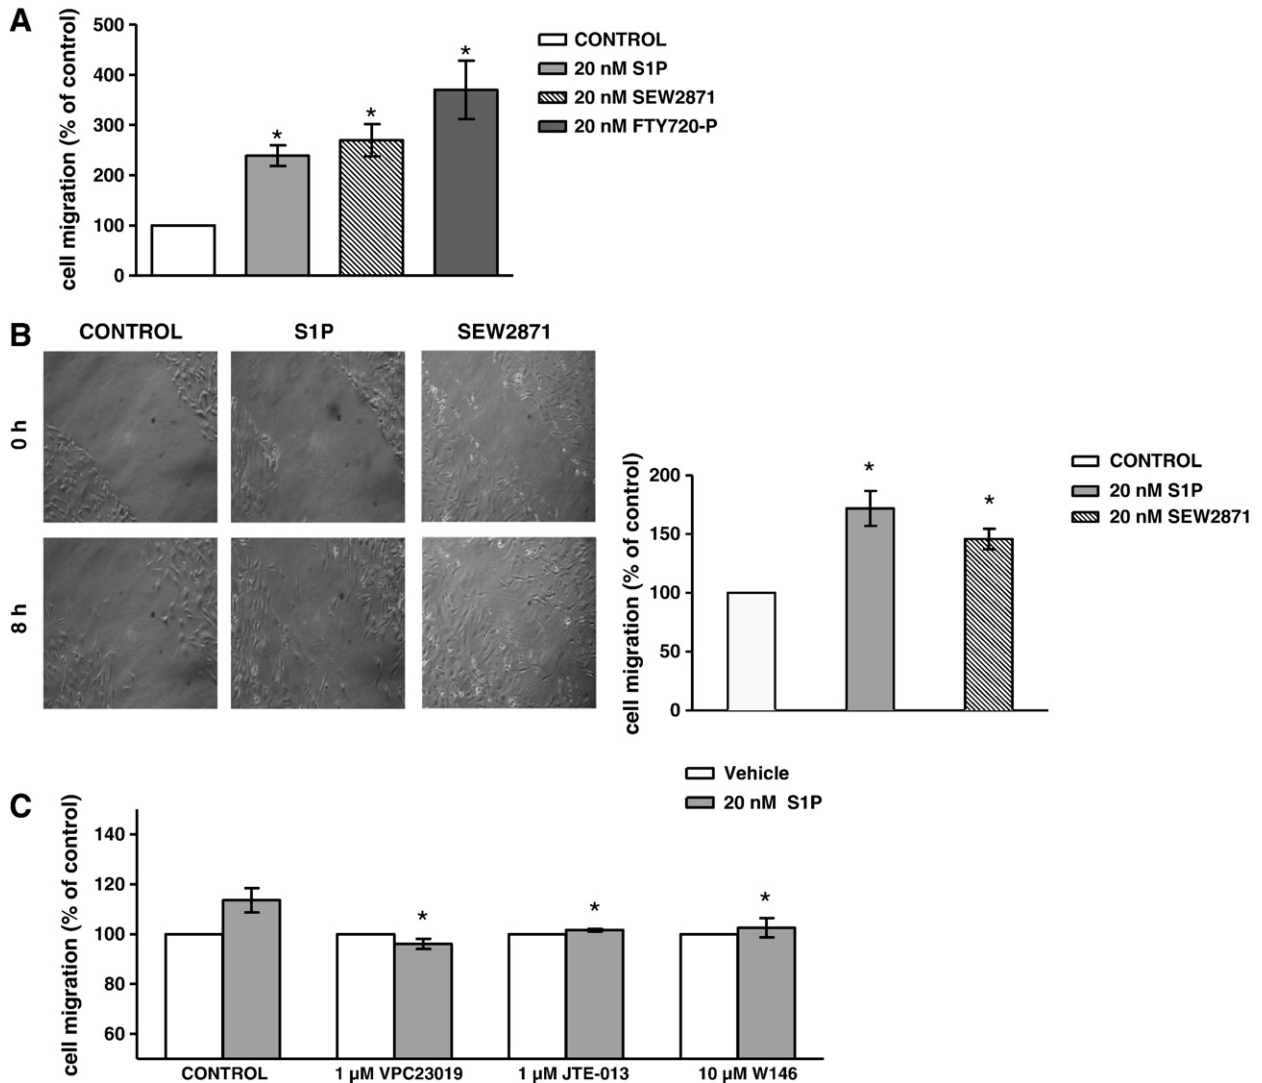 A
cell migration (% of control)
500
400
300
200
100
0
*
*
*
CONTROL
20 nM S1P
20 nM SEW2871
20 nM FTY720-P
B
CONTROL
S1P
SEW2871
0 h
8 h
cell migration (% of control)
200
150
100
50
0
*
*
CONTROL
20 nM S1P
20 nM SEW2871
C
Vehicle
20 nM S1P
cell migration (% of control)
140
120
100
80
60
*
*
*
CONTROL
1 µM VPC23019
1 µM JTE-013
10 µM W146